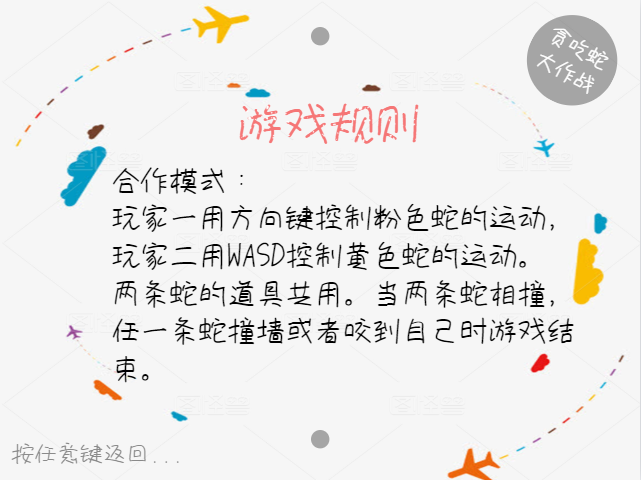 贪吃蛇
大作战
游戏规则
合作模式：
玩家一用方向键控制粉色蛇的运动，
玩家二用WASD控制黄色蛇的运动。
两条蛇的道具共用。当两条蛇相撞，
任一条蛇撞墙或者咬到自己时游戏结
束。
按任意键返回...